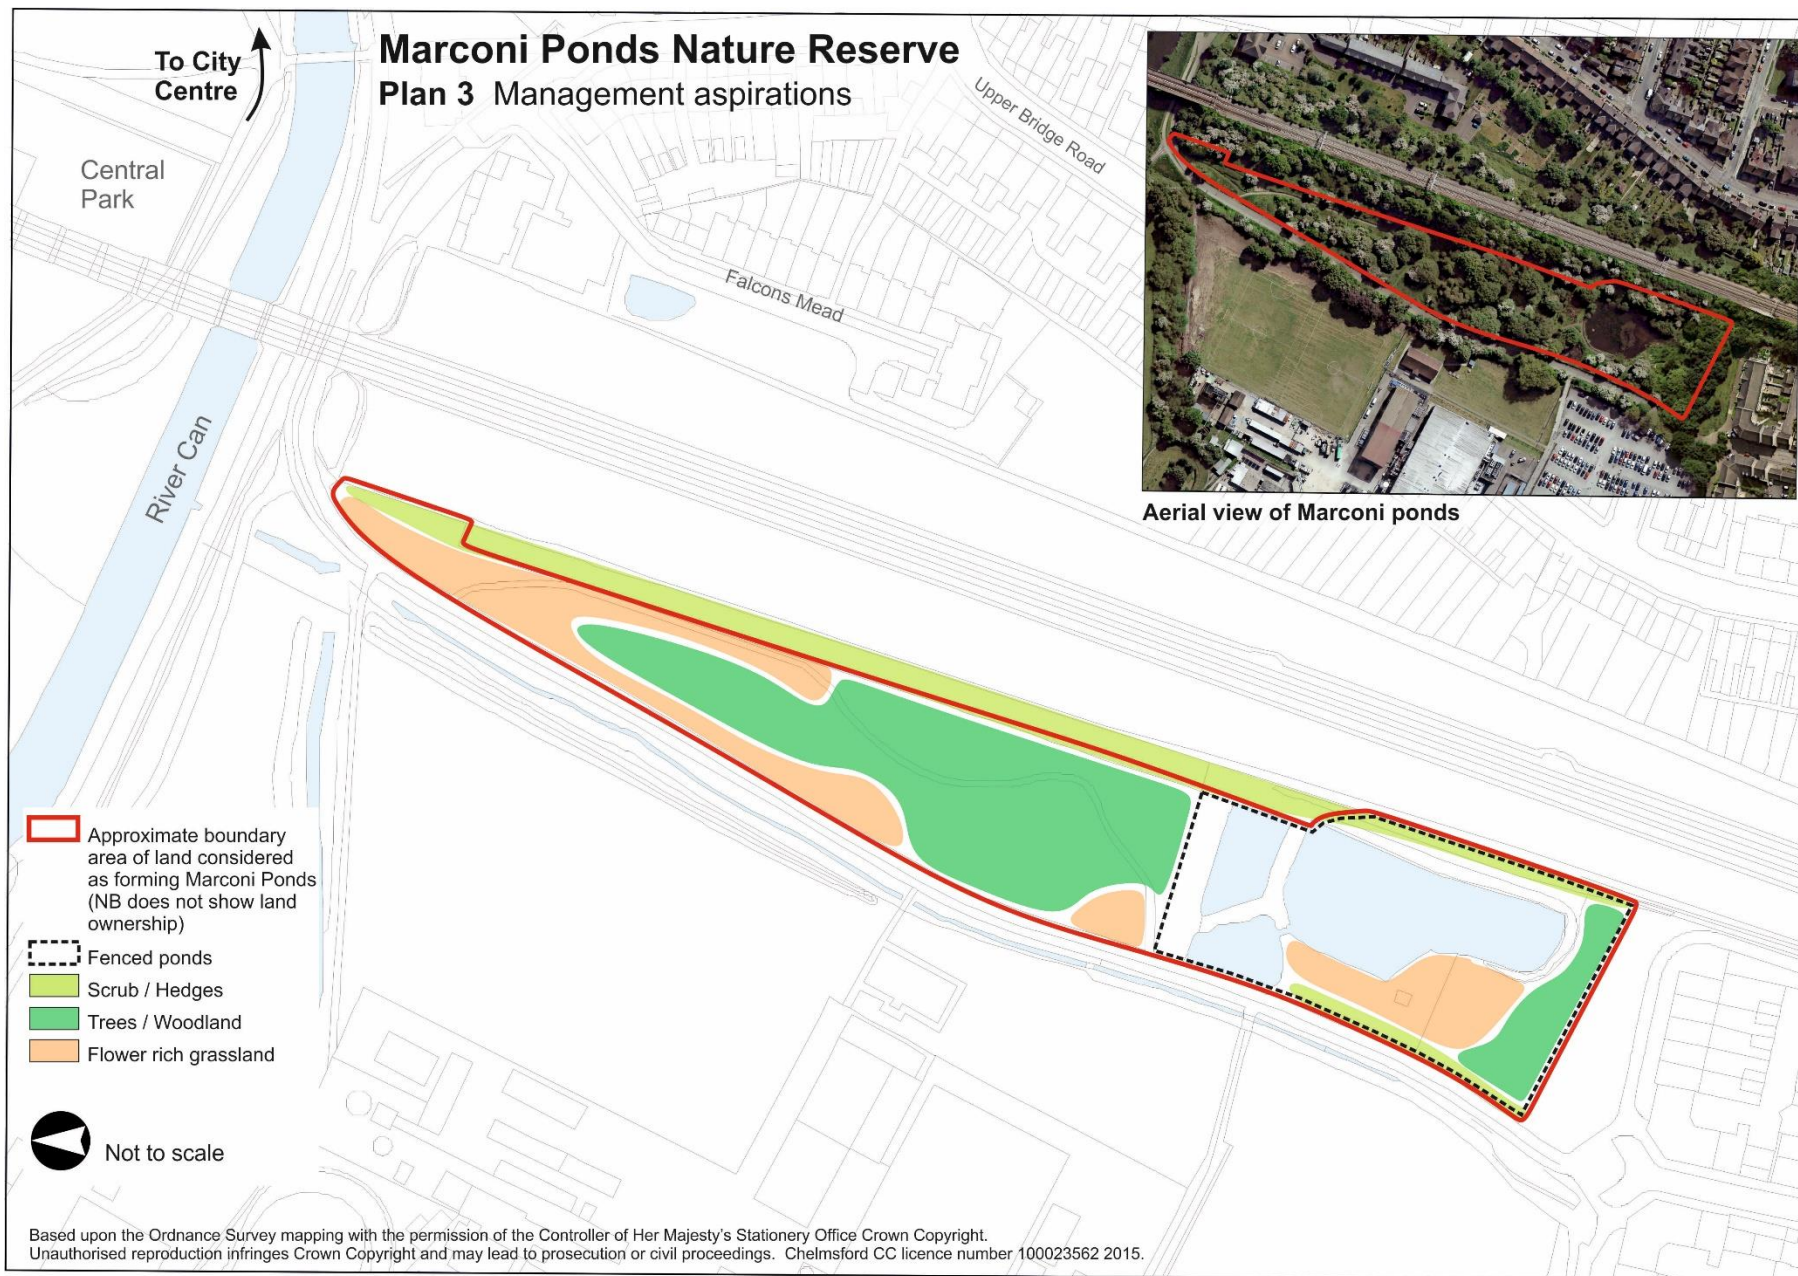 To City
Centre
Marconi Ponds Nature Reserve
Plan 3 Management aspirations
Upper Bridge Road
Central
Park
Falcons Mead
River Can
Aerial view of Marconi ponds
Approximate boundary
area of land considered
as forming Marconi Ponds
(NB does not show land
ownership)
Fenced ponds
Scrub / Hedges
Trees / Woodland
Flower rich grassland
Not to scale
Based upon the Ordnance Survey mapping with the permission of the Controller of Her Majesty's Stationery Office Crown Copyright.
Unauthorised reproduction infringes Crown Copyright and may lead to prosecution or civil proceedings. Chelmsford CC licence number 100023562 2015.